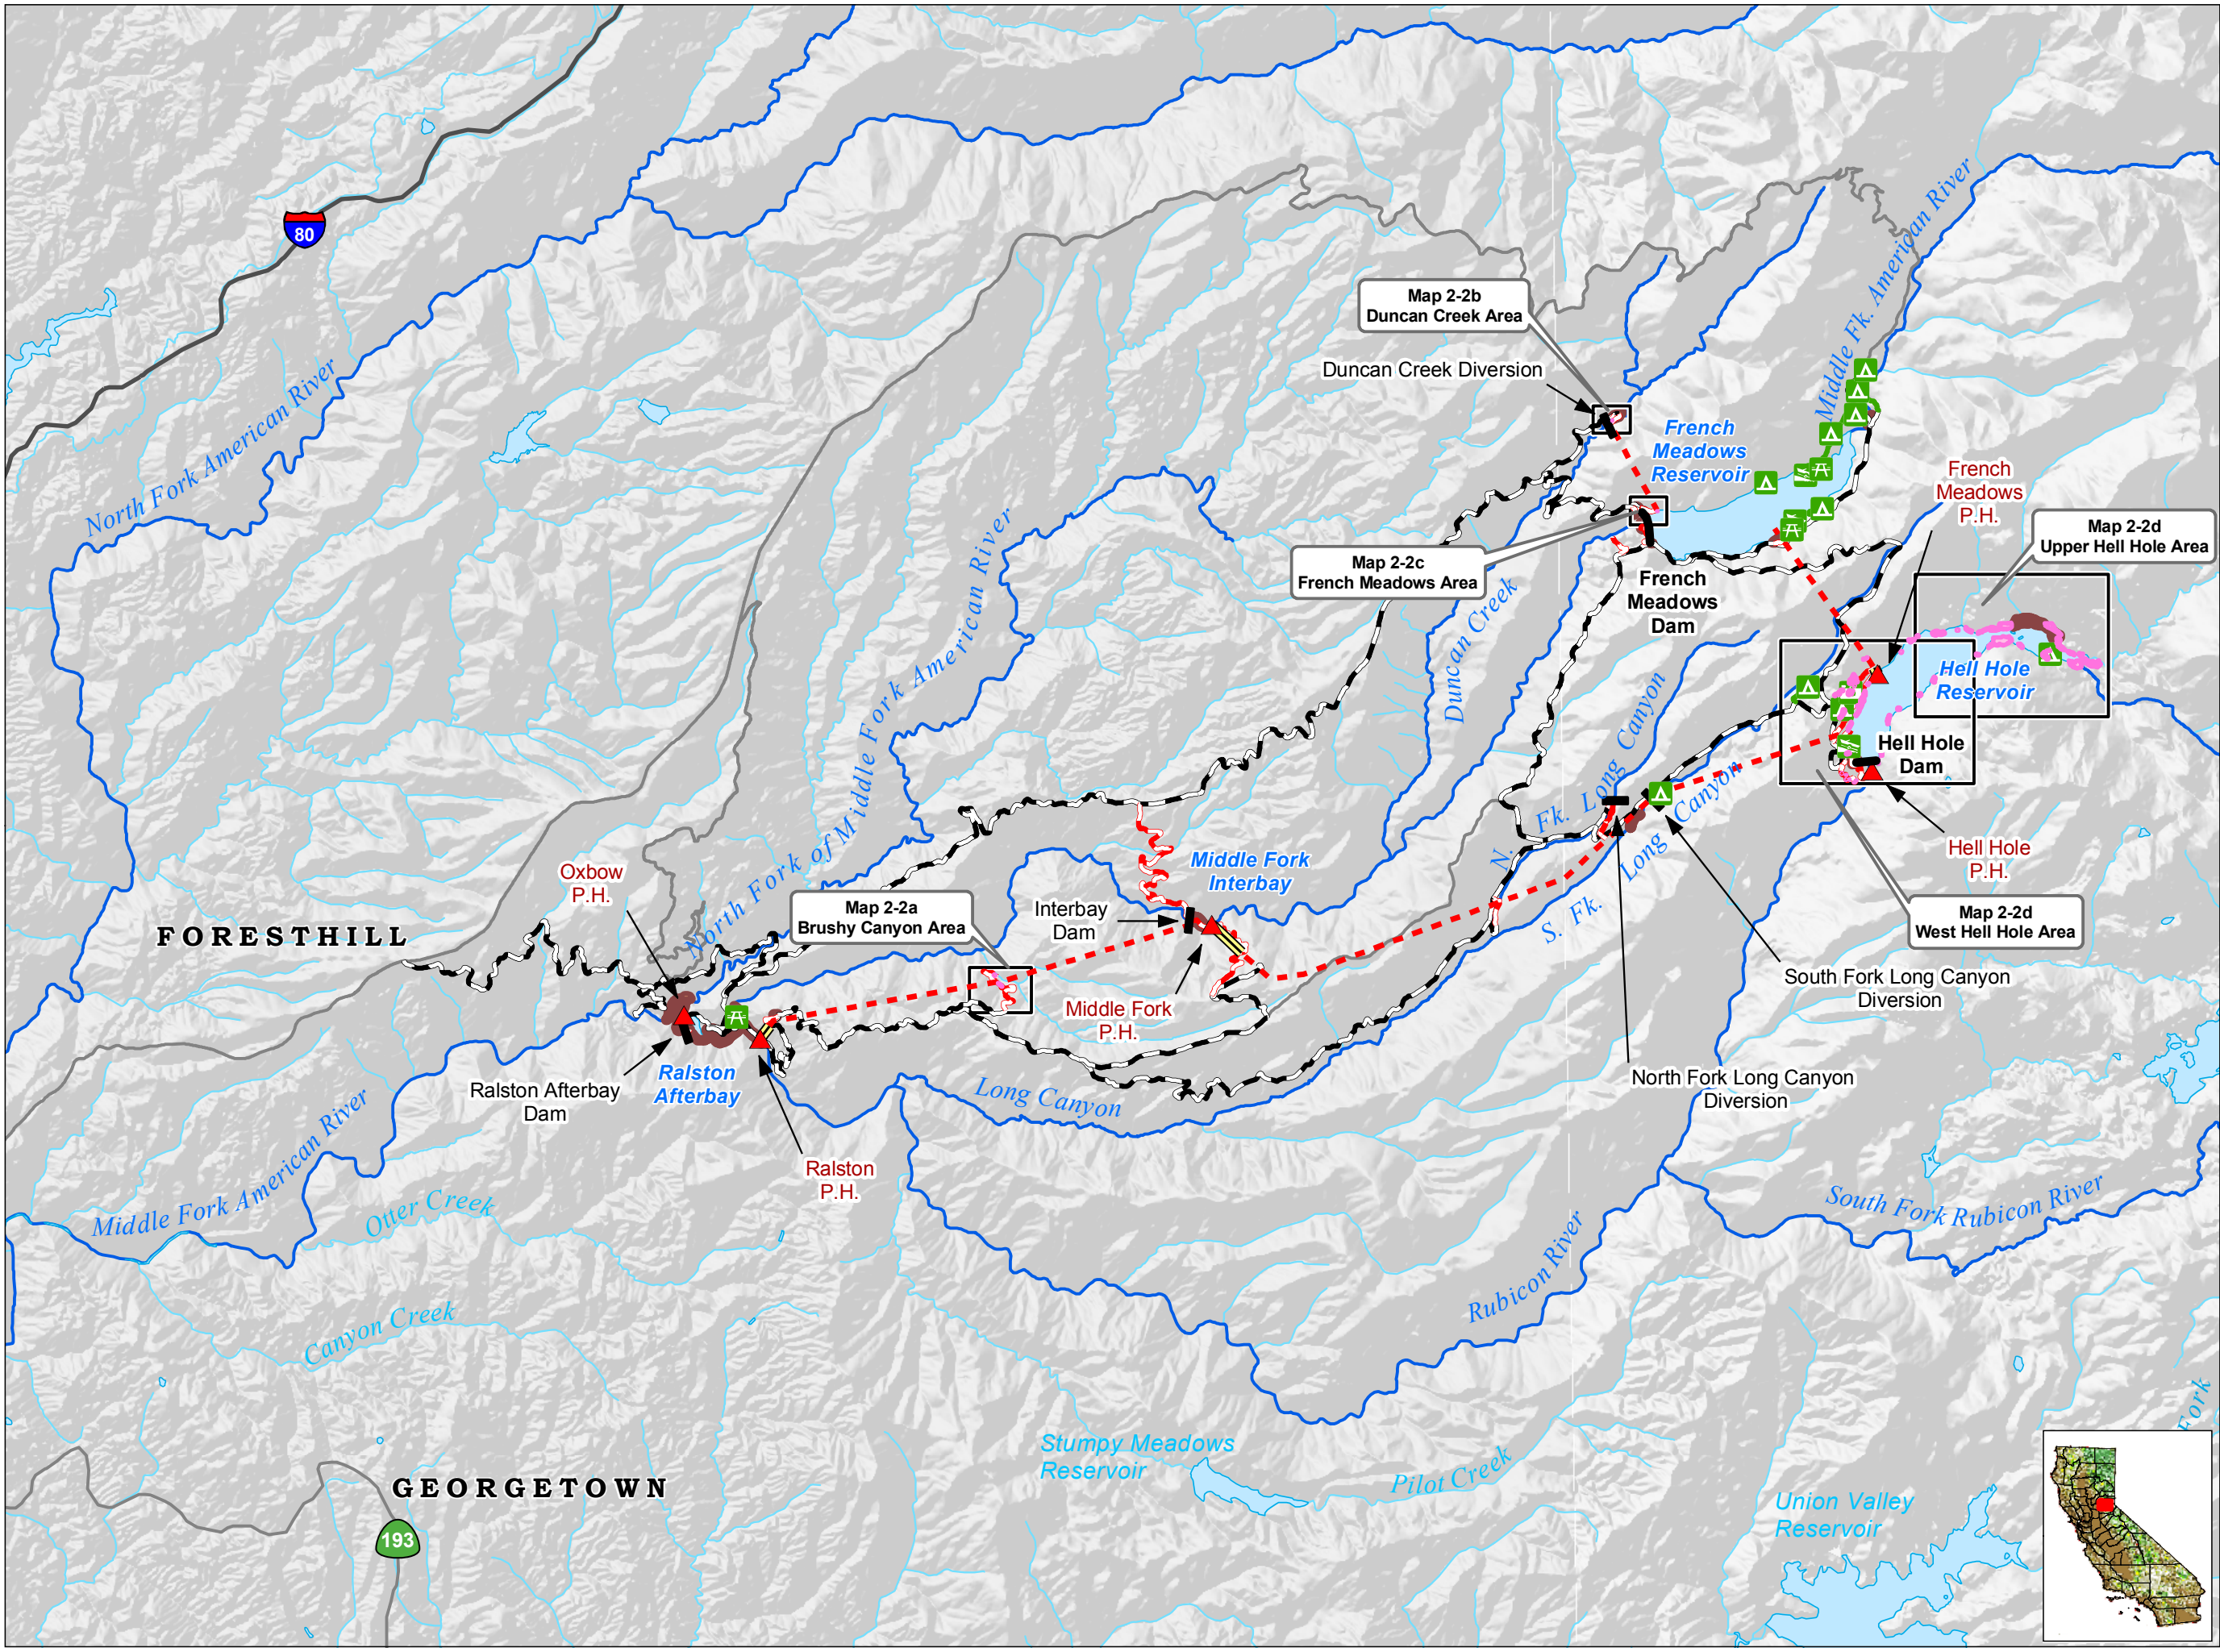 80
North Fork American River
Map 2-2b
Duncan Creek Area
Duncan Creek Diversion
Middle Fk. American River
French
Meadows
Reservoir
French
Meadows
P.H.
Map 2-2d
Upper Hell Hole Area
Map 2-2c
French Meadows Area
French
Meadows
Dam
Duncan Creek
North Fork of Middle Fork American River
Hell Hole
Reservoir
Hell Hole
Dam
N. Fk. Long Canyon
S. Fk. Long Canyon
Hell Hole
P.H.
Map 2-2d
West Hell Hole Area
Middle Fork
Interbay
Oxbow
P.H.
Map 2-2a
Brushy Canyon Area
Interbay
Dam
FORESTHILL
Middle Fork
P.H.
South Fork Long Canyon
Diversion
North Fork Long Canyon
Diversion
Ralston Afterbay
Dam
Ralston
Afterbay
Long Canyon
Ralston
P.H.
Middle Fork American River
Otter Creek
South Fork Rubicon River
Rubicon River
Canyon Creek
Fork
Stumpy Meadows
Reservoir
Pilot Creek
GEORGETOWN
193
Union Valley
Reservoir